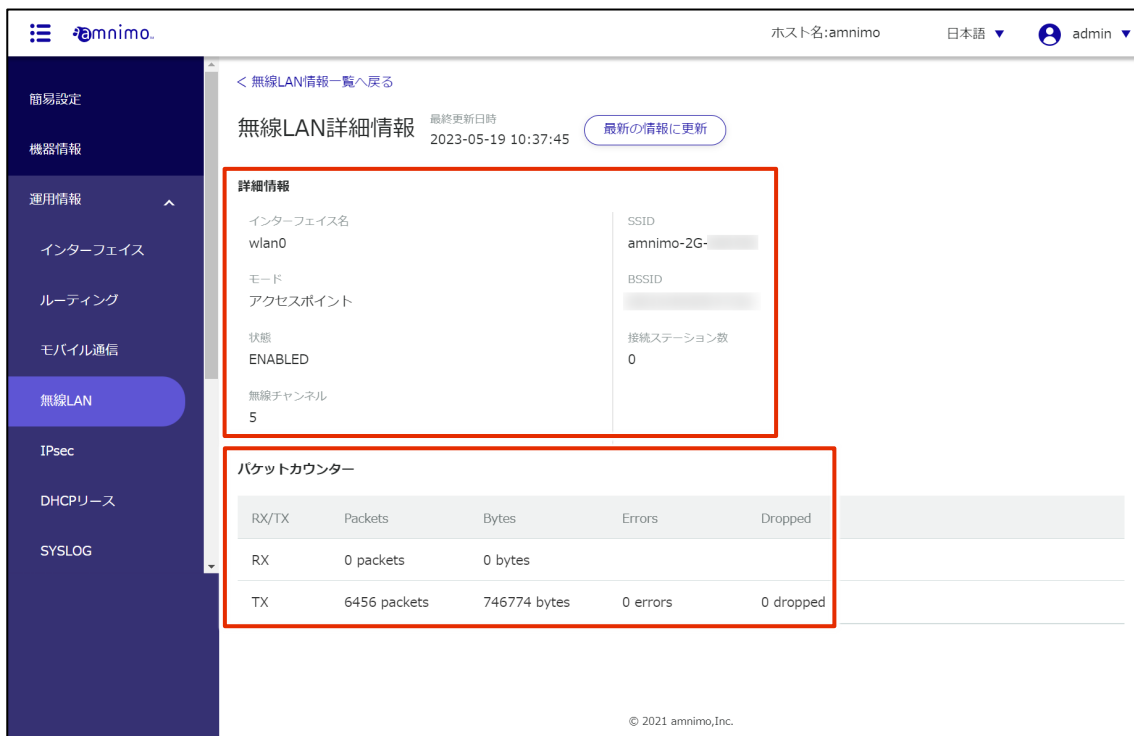 amnimo
ホスト名:amnimo
日本語 ▼
admin ▼
簡易設定
機器情報
運用情報
インターフェイス
ルーティング
モバイル通信
無線LAN
IPsec
DHCPリース
SYSLOG
< 無線LAN情報一覧へ戻る
無線LAN詳細情報
最終更新日時
2023-05-19 10:37:45
最新の情報に更新
詳細情報
インターフェイス名
wlan0
モード
アクセスポイント
状態
ENABLED
無線チャンネル
5
SSID
amnimo-2G-
BSSID
接続ステーション数
0
パケットカウンター
RX/TX Packets Bytes Errors Dropped
RX 0 packets 0 bytes
TX 6456 packets 746774 bytes 0 errors 0 dropped
© 2021 amnimo,Inc.